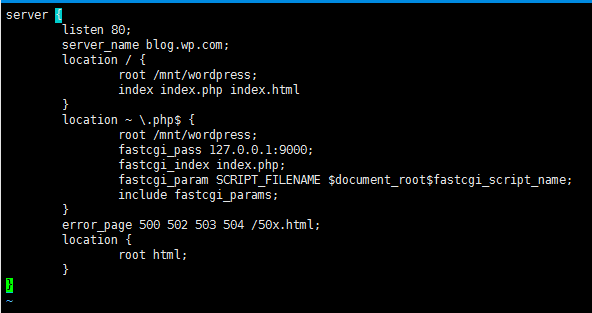 server {
listen 80;
server_name blog.wp.com;
location / {
root /mnt/wordpress;
index index.php index.html
}
location ~ \.php$ {
root /mnt/wordpress;
fastcgi_pass 127.0.0.1:9000;
fastcgi_index index.php;
fastcgi_param SCRIPT_FILENAME $document_root$fastcgi_script_name;
include fastcgi_params;
}
error_page 500 502 503 504 /50x.html;
location {
root html;
}
}
~